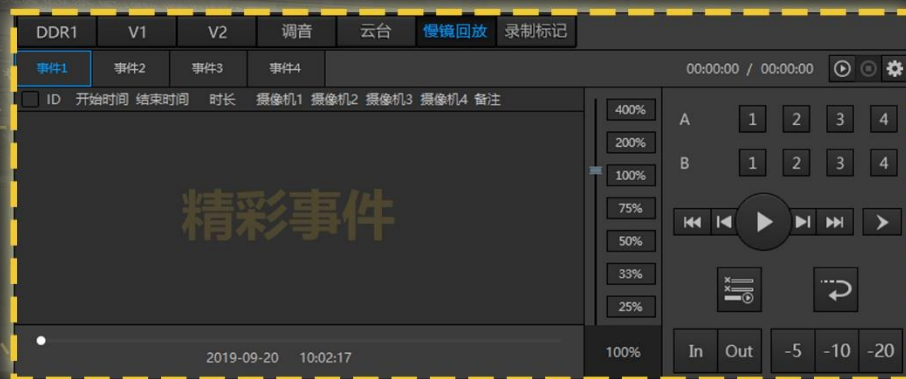 DDR1 V1 V2 调音 云台 慢镜回放 录制标记
事件1 事件2 事件3 事件4 00:00:00 / 00:00:00
ID 开始时间 结束时间 时长 摄像机1 摄像机2 摄像机3 摄像机4 备注
精彩事件
400%
200%
100%
75%
50%
33%
25%
100%
A 1 2 3 4
B 1 2 3 4
In Out -5 -10 -20
2019-09-20 10:02:17